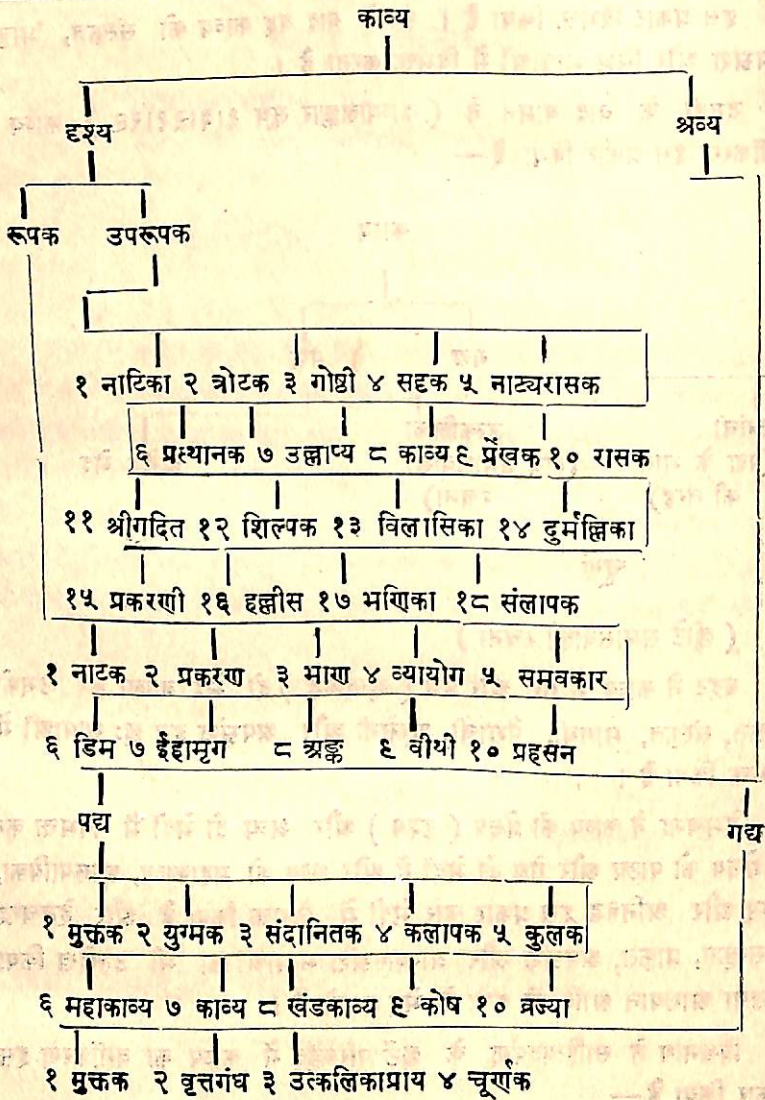 काव्य
दृश्य श्रव्य
रूपक उपरूपक
१ नाटिका २ त्रोटक ३ गोष्ठी ४ सट्टक ५ नाट्यरासक
६ प्रस्थानक ७ उल्लाप्य ८ काव्य ९ प्रेंखक १० रासक
११ श्रीगदित १२ शिल्पक १३ विलासिका १४ दुर्मल्लिका
१५ प्रकरणी १६ हल्लीस १७ भणिका १८ संलापक
१ नाटक २ प्रकरण ३ भाण ४ व्यायोग ५ समवकार
६ डिम ७ ईहामृग ८ अङ्क ९ वीथी १० प्रहसन
पद्य गद्य
१ मुक्तक २ युग्मक ३ संदानितक ४ कलापक ५ कुलक
६ महाकाव्य ७ काव्य ८ खंडकाव्य ९ कोष १० व्रज्या
१ मुक्तक २ वृत्तगंध ३ उत्कलिकाप्राय ४ चूर्णक